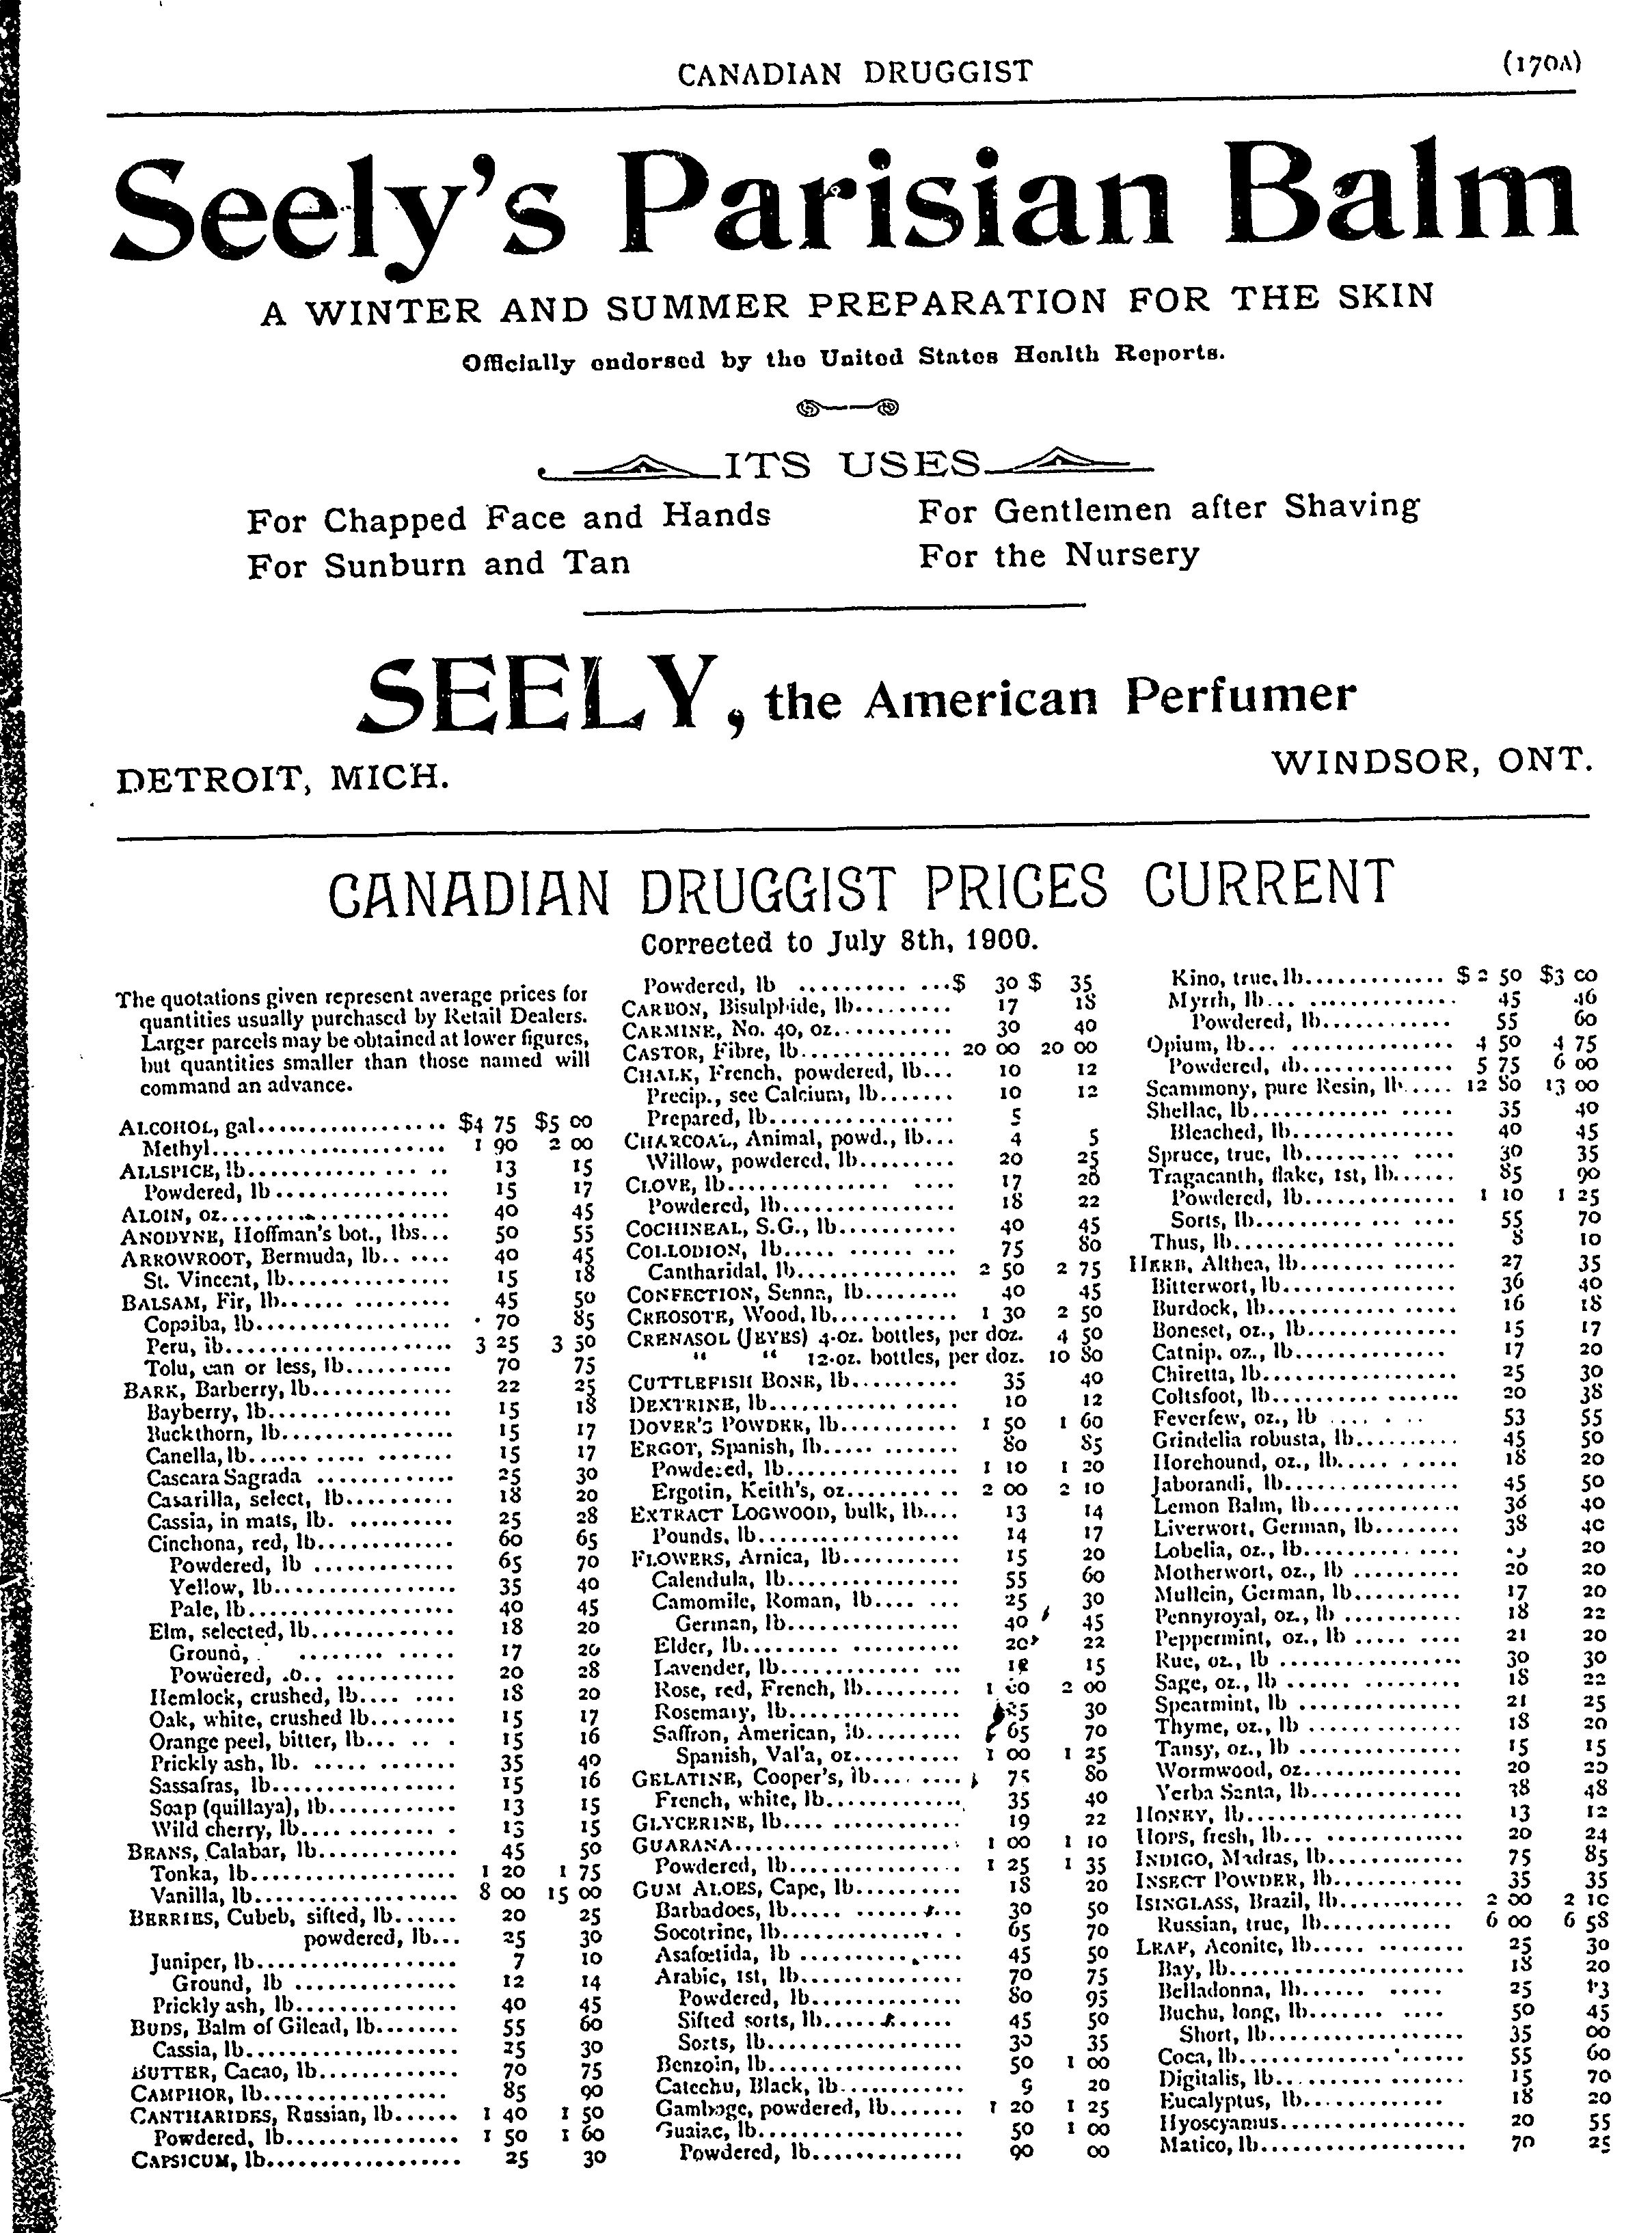 CANADIAN DRUGGIST
(170A)
Seely's Parisian Balm
A WINTER AND SUMMER PREPARATION FOR THE SKIN
Officially endorsed by the United States Health Reports.
ITS USES
For Chapped Face and Hands
For Sunburn and Tan
For Gentlemen after Shaving
For the Nursery
SEELY, the American Perfumer
DETROIT, MICH.
WINDSOR, ONT.
CANADIAN DRUGGIST PRICES CURRENT
Corrected to July 8th, 1900.
The quotations given represent average prices for
quantities usually purchased by Retail Dealers.
Larger parcels may be obtained at lower figures,
but quantities smaller than those named will
command an advance.
ALCOHOL, gal. $4 75 $5 00
Methyl 1 90 2 00
ALLSPICE, lb 13 15
Powdered, lb 15 17
ALOIN, oz 40 45
ANODYNE, Hoffman's bot., lbs 50 55
ARROWROOT, Bermuda, lb 40 45
St. Vincent, lb 15 18
BALSAM, Fir, lb 45 50
Copaiba, lb 70 85
Peru, lb 3 25 3 50
Tolu, can or less, lb 70 75
BARK, Barberry, lb 22 25
Bayberry, lb 15 18
Buckthorn, lb 15 17
Canella, lb 15 17
Cascara Sagrada 25 30
Casarilla, select, lb 18 20
Cassia, in mats, lb. 25 28
Cinchona, red, lb 60 65
Powdered, lb 65 70
Yellow, lb 35 40
Pale, lb 40 45
Elm, selected, lb 18 20
Ground, 17 20
Powdered, 20 28
Hemlock, crushed, lb 18 20
Oak, white, crushed lb 15 17
Orange peel, bitter, lb 15 16
Prickly ash, lb. 35 40
Sassafras, lb 15 16
Soap (quillaya), lb 13 15
Wild cherry, lb 13 15
BEANS, Calabar, lb 45 50
Tonka, lb 1 20 1 75
Vanilla, lb 8 00 15 00
BERRIES, Cubeb, sifted, lb 20 25
powdered, lb 25 30
Juniper, lb 7 10
Ground, lb 12 14
Prickly ash, lb 40 45
BUDS, Balm of Gilead, lb 55 60
Cassia, lb 25 30
BUTTER, Cacao, lb 70 75
CAMPHOR, lb 85 90
CANTHARIDES, Russian, lb 1 40 1 50
Powdered, lb 1 50 1 60
CAPSICUM, lb 25 30
Powdered, lb $ 30 $ 35
CARBON, Bisulphide, lb 17 18
CARMINE, No. 40, oz 30 40
CASTOR, Fibre, lb 20 00 20 00
CHALK, French, powdered, lb 10 12
Precip., see Calcium, lb 10 12
Prepared, lb 5
CHARCOAL, Animal, powd., lb 4 5
Willow, powdered, lb 20 25
CLOVE, lb 17 20
Powdered, lb 18 22
COCHINEAL, S.G., lb 40 45
COLLODION, lb 75 80
Cantharidal, lb 2 50 2 75
CONFECTION, Senna, lb 40 45
CREOSOTE, Wood, lb 1 30 2 50
CRENASOL (JEYES) 4-oz. bottles, per doz. 4 50
" " 12-oz. bottles, per doz. 10 80
CUTTLEFISH BONE, lb 35 40
DEXTRINE, lb 10 12
DOVER'S POWDER, lb 1 50 1 60
ERGOT, Spanish, lb 80 85
Powdered, lb 1 10 1 20
Ergotin, Keith's, oz 2 00 2 10
EXTRACT LOGWOOD, bulk, lb 13 14
Pounds, lb 14 17
FLOWERS, Arnica, lb 15 20
Calendula, lb 55 60
Camomile, Roman, lb 25 30
German, lb 40 45
Elder, lb 20 22
Lavender, lb 15
Rose, red, French, lb 1 2 00
Rosemary, lb 25 30
Saffron, American, lb 65 70
Spanish, Val'a, oz 1 00 1 25
GELATINE, Cooper's, lb 75 80
French, white, lb 35 40
GLYCERINE, lb 19 22
GUARANA 1 00 1 10
Powdered, lb 1 25 1 35
GUM ALOES, Cape, lb 18 20
Barbadoes, lb 30 50
Socotrine, lb 65 70
Asafœtida, lb 45 50
Arabic, 1st, lb 70 75
Powdered, lb 80 95
Sifted sorts, lb 45 50
Sorts, lb 30 35
Benzoin, lb 50 1 00
Catechu, Black, lb 9 20
Gamboge, powdered, lb 1 20 1 25
Guaiac, lb 50 1 00
Powdered, lb 90 00
Kino, true, lb $2 50 $3 00
Myrrh, lb 45 46
Powdered, lb 55 60
Opium, lb 4 50 4 75
Powdered, lb 5 75 6 00
Scammony, pure Resin, lb 12 80 13 00
Shellac, lb 35 40
Bleached, lb 40 45
Spruce, true, lb 30 35
Tragacanth, flake, 1st, lb 85 90
Powdered, lb 1 10 1 25
Sorts, lb 55 70
Thus, lb 8 10
HERB, Althea, lb 27 35
Bitterwort, lb 36 40
Burdock, lb 16 18
Boneset, oz., lb 15 17
Catnip, oz., lb 17 20
Chiretta, lb 25 30
Coltsfoot, lb 20 38
Feverfew, oz., lb 53 55
Grindelia robusta, lb 45 50
Horehound, oz., lb 18 20
Jaborandi, lb 45 50
Lemon Balm, lb 38 40
Liverwort, German, lb 38 40
Lobelia, oz., lb 20
Motherwort, oz., lb 20 20
Mullein, German, lb 17 20
Pennyroyal, oz., lb 18 22
Peppermint, oz., lb 21 20
Rue, oz., lb 30 30
Sage, oz., lb 18 22
Spearmint, lb 21 25
Thyme, oz., lb 18 20
Tansy, oz., lb 15 15
Wormwood, oz 20
Yerba Santa, lb 38 48
HONEY, lb 13 12
HOPS, fresh, lb 20 24
INDIGO, Madras, lb 75 85
INSECT POWDER, lb 35 35
ISINGLASS, Brazil, lb 2 00 2 10
Russian, true, lb 6 00 6 58
LEAF, Aconite, lb 25 30
Bay, lb 18 20
Belladonna, lb 25
Buchu, long, lb 50 45
Short, lb 35 00
Coca, lb 55 60
Digitalis, lb 15 70
Eucalyptus, lb 18 20
Hyoscyamus 20 55
Matico, lb 70 25